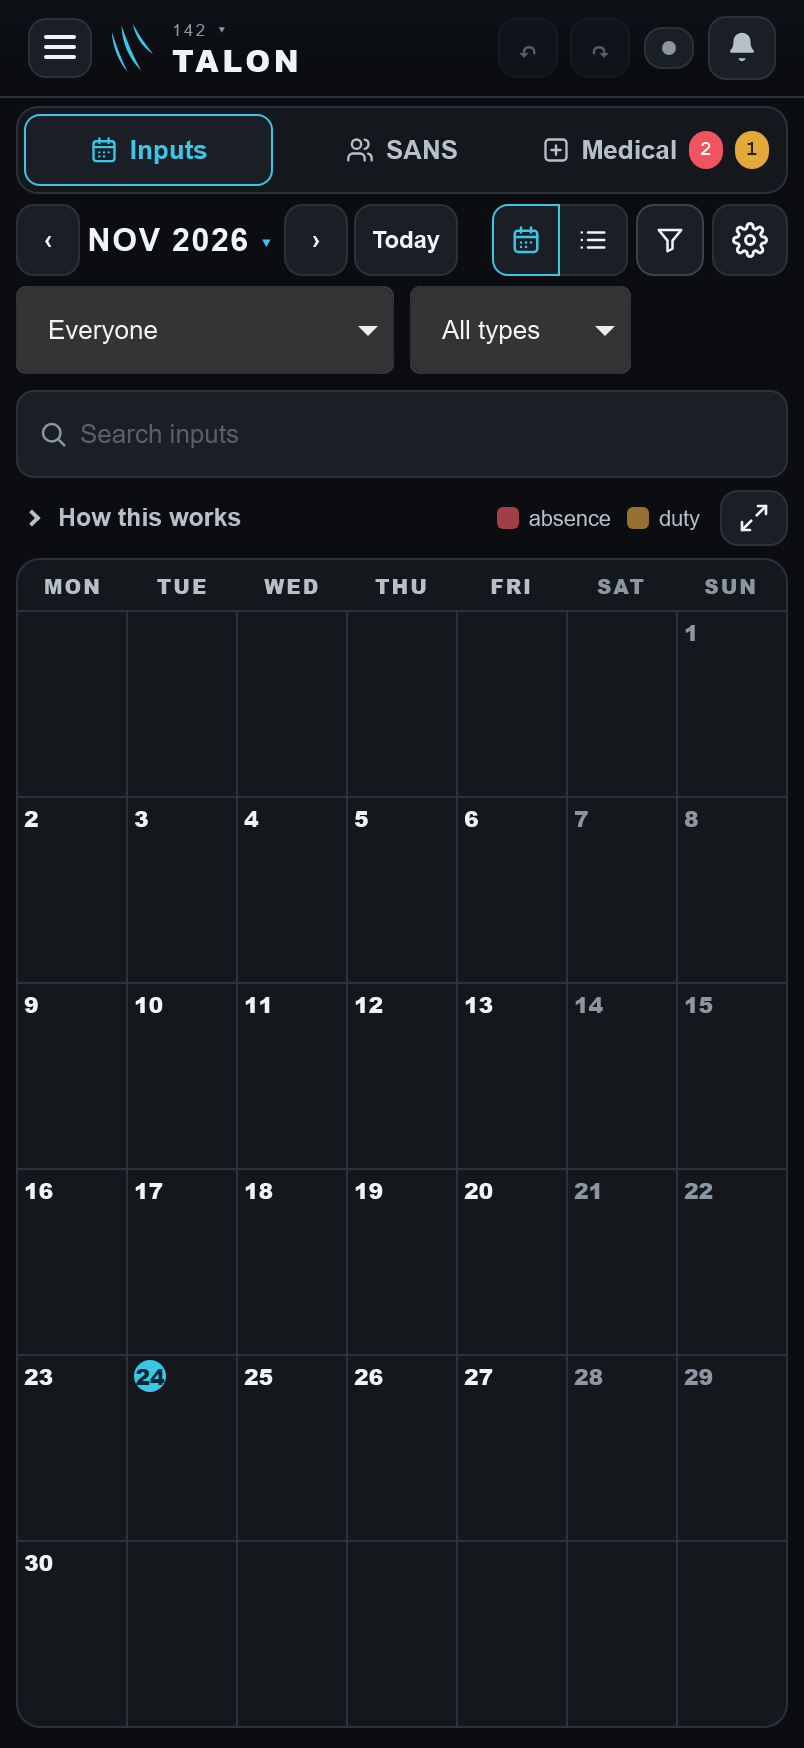 142 ▾
TALON
Inputs SANS Medical 2 1
‹ NOV 2026 ▾ › Today
Everyone All types
Search inputs
How this works absence duty
MON TUE WED THU FRI SAT SUN
1
2 3 4 5 6 7 8
9 10 11 12 13 14 15
16 17 18 19 20 21 22
23 24 25 26 27 28 29
30